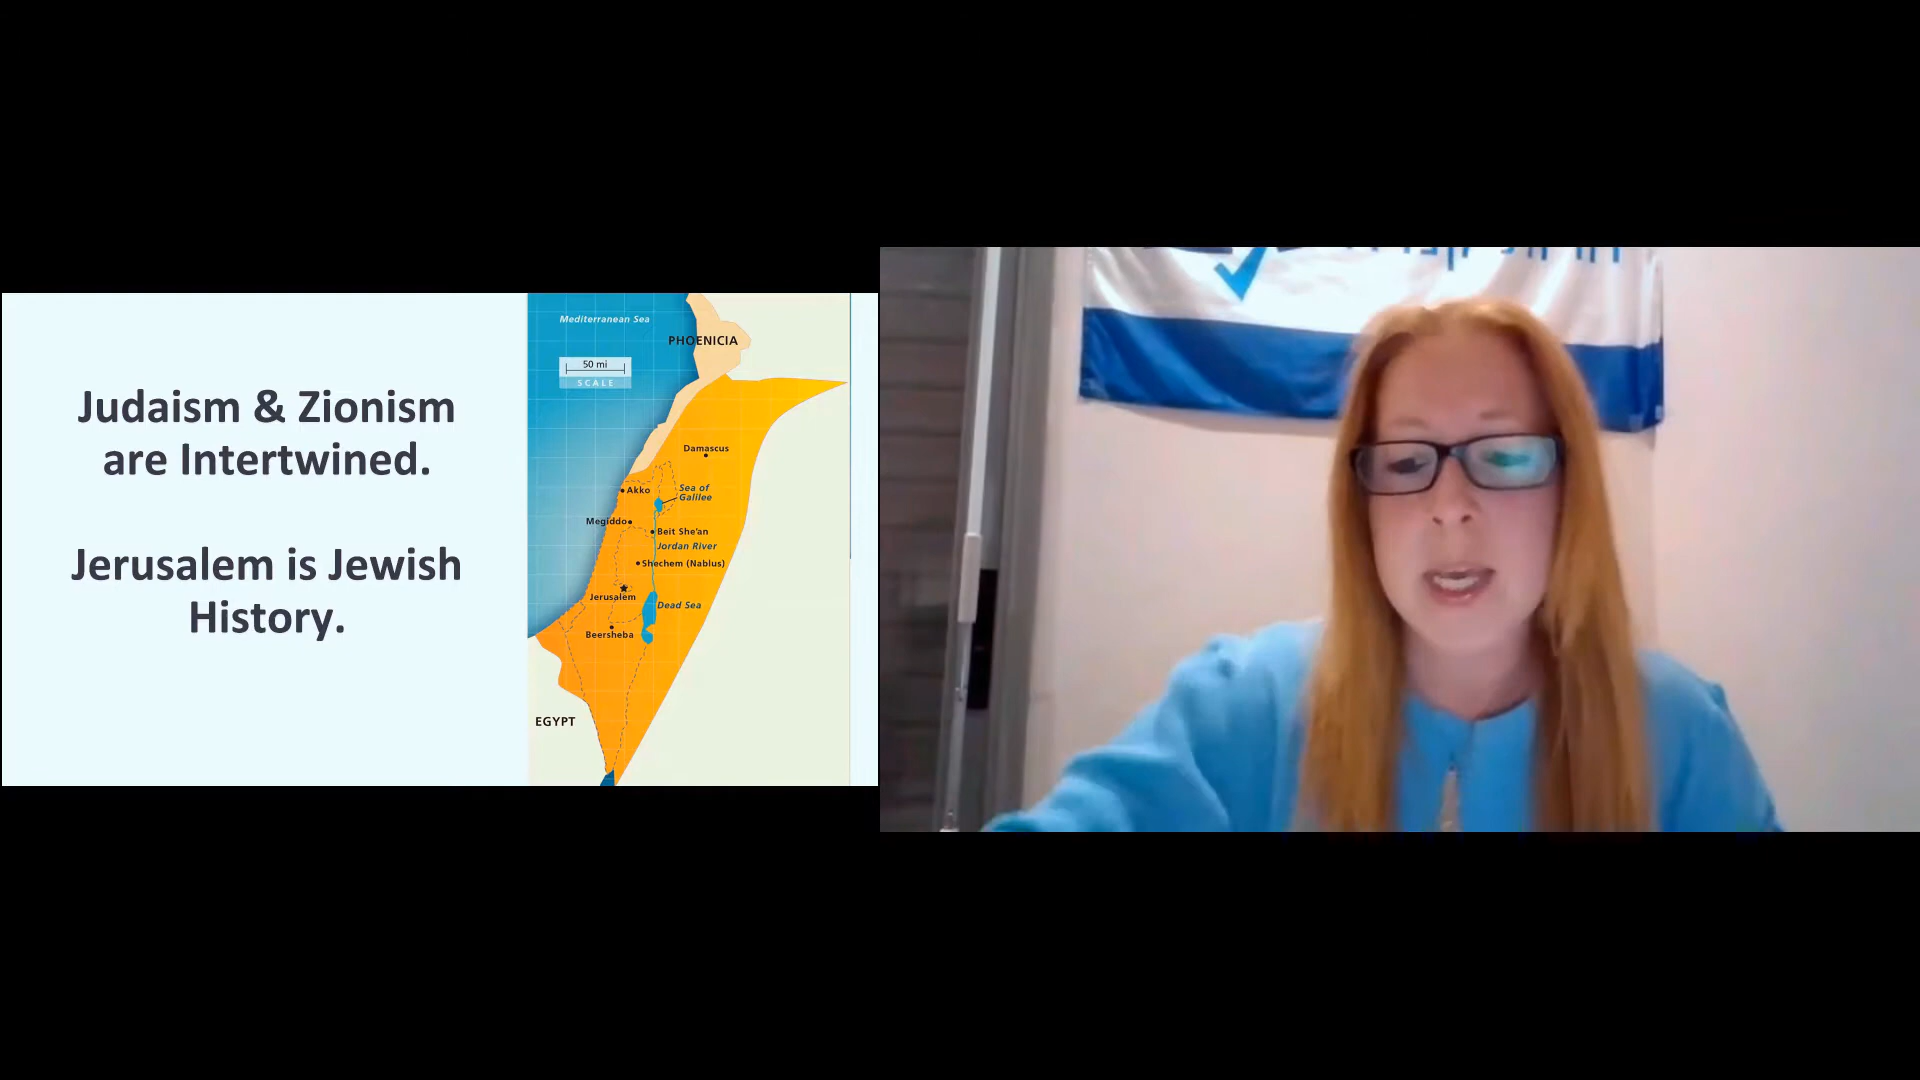 Judaism & Zionism
are Intertwined.
Jerusalem is Jewish
History.
Mediterranean Sea
PHOENICIA
50 mi
SCALE
Damascus
Akko
Sea of
Galilee
Megiddo
Beit She'an
Jordan River
Shechem (Nablus)
Jerusalem
Dead Sea
Beersheba
EGYPT